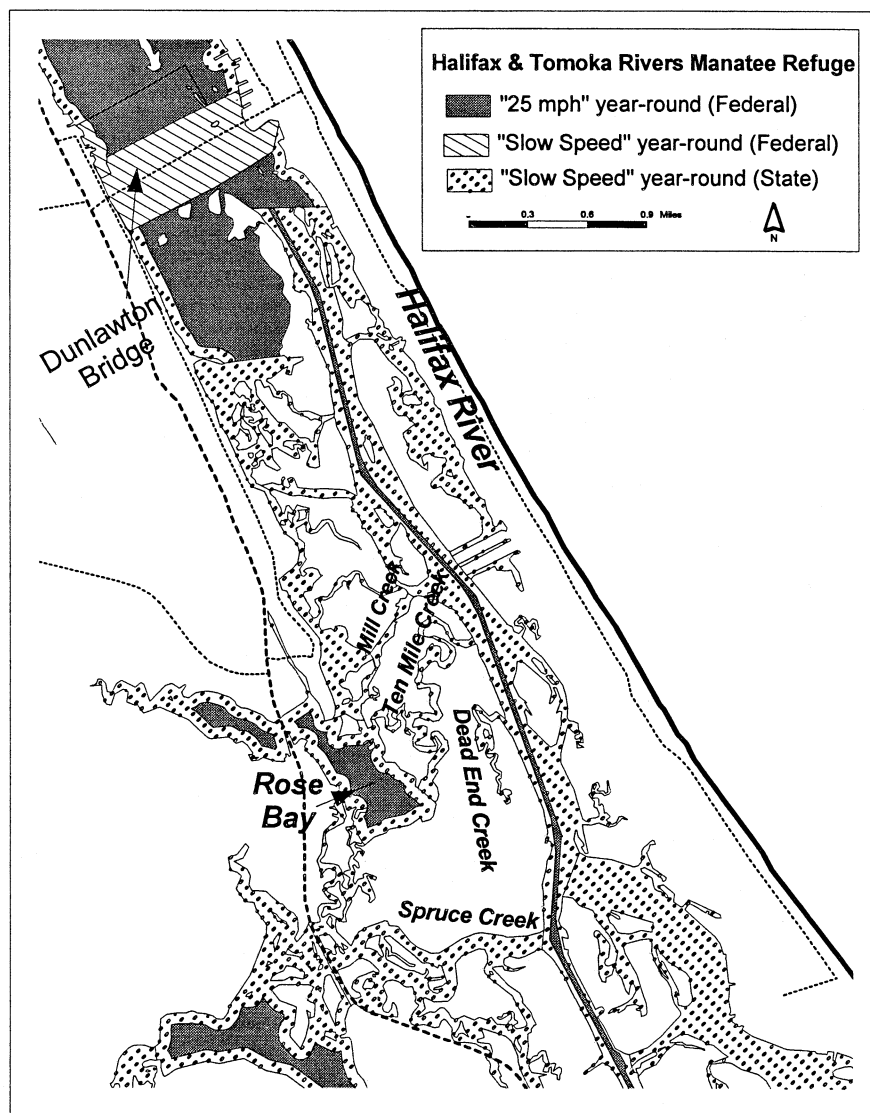 Halifax & Tomoka Rivers Manatee Refuge
"25 mph" year-round (Federal)
"Slow Speed" year-round (Federal)
"Slow Speed" year-round (State)
0.3 0.6 0.9 Miles
N
Dunlawton
Bridge
Halifax River
Mill Creek
Ten Mile Creek
Dead End Creek
Rose
Bay
Spruce Creek